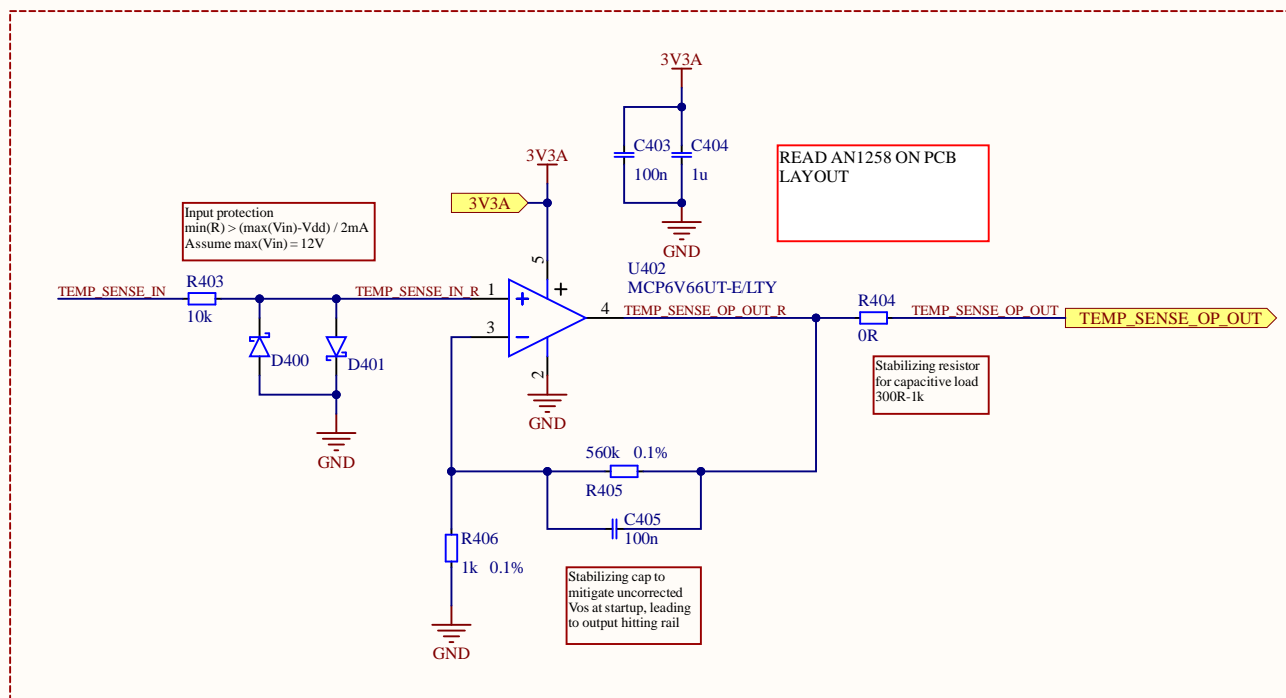 3V3A
C403
C404
100n
1u
READ AN1258 ON PCB
LAYOUT
3V3A
3V3A
GND
Input protection
min(R) > (max(Vin)-Vdd) / 2mA
Assume max(Vin) = 12V
5
U402
MCP6V66UT-E/LTY
TEMP_SENSE_IN
R403
10k
TEMP_SENSE_IN_R
1
3
4
2
TEMP_SENSE_OP_OUT_R
R404
0R
TEMP_SENSE_OP_OUT
TEMP_SENSE_OP_OUT
D400
D401
GND
GND
Stabilizing resistor
for capacitive load
300R-1k
560k 0.1%
R405
C405
100n
R406
1k 0.1%
GND
Stabilizing cap to
mitigate uncorrected
Vos at startup, leading
to output hitting rail